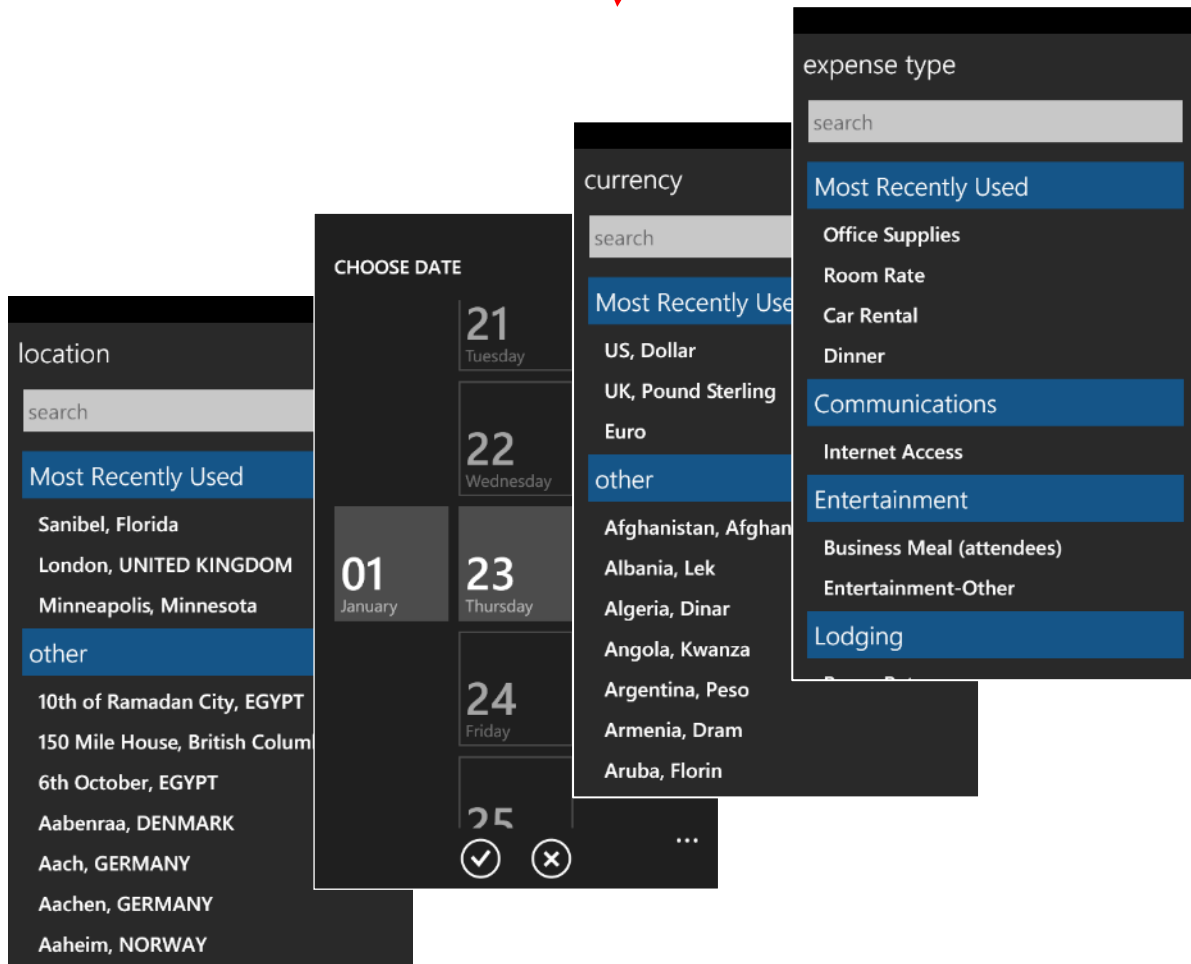 location
search
Most Recently Used
Sanibel, Florida
London, UNITED KINGDOM
Minneapolis, Minnesota
other
10th of Ramadan City, EGYPT
150 Mile House, British Colum
6th October, EGYPT
Aabenraa, DENMARK
Aach, GERMANY
Aachen, GERMANY
Aaheim, NORWAY
CHOOSE DATE
21
Tuesday
22
Wednesday
01
January
23
Thursday
24
Friday
25
...
currency
search
Most Recently Use
US, Dollar
UK, Pound Sterling
Euro
other
Afghanistan, Afghan
Albania, Lek
Algeria, Dinar
Angola, Kwanza
Argentina, Peso
Armenia, Dram
Aruba, Florin
expense type
search
Most Recently Used
Office Supplies
Room Rate
Car Rental
Dinner
Communications
Internet Access
Entertainment
Business Meal (attendees)
Entertainment-Other
Lodging